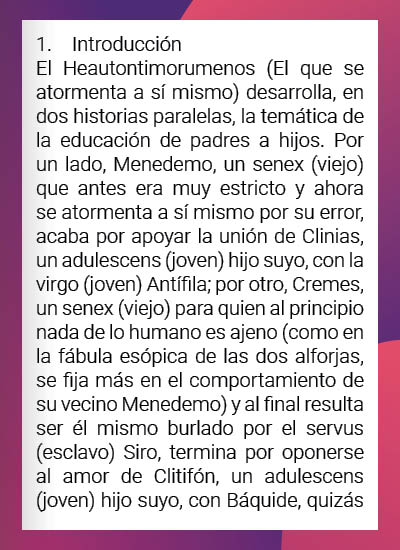 1. Introducción
El Heautontimorumenos (El que se
atormenta a sí mismo) desarrolla, en
dos historias paralelas, la temática de
la educación de padres a hijos. Por
un lado, Menedemo, un senex (viejo)
que antes era muy estricto y ahora
se atormenta a sí mismo por su error,
acaba por apoyar la unión de Clinias,
un adulescens (joven) hijo suyo, con la
virgo (joven) Antífila; por otro, Cremes,
un senex (viejo) para quien al principio
nada de lo humano es ajeno (como en
la fábula esópica de las dos alforjas,
se fija más en el comportamiento de
su vecino Menedemo) y al final resulta
ser él mismo burlado por el servus
(esclavo) Siro, termina por oponerse
al amor de Clitifón, un adulescens
(joven) hijo suyo, con Báquide, quizás